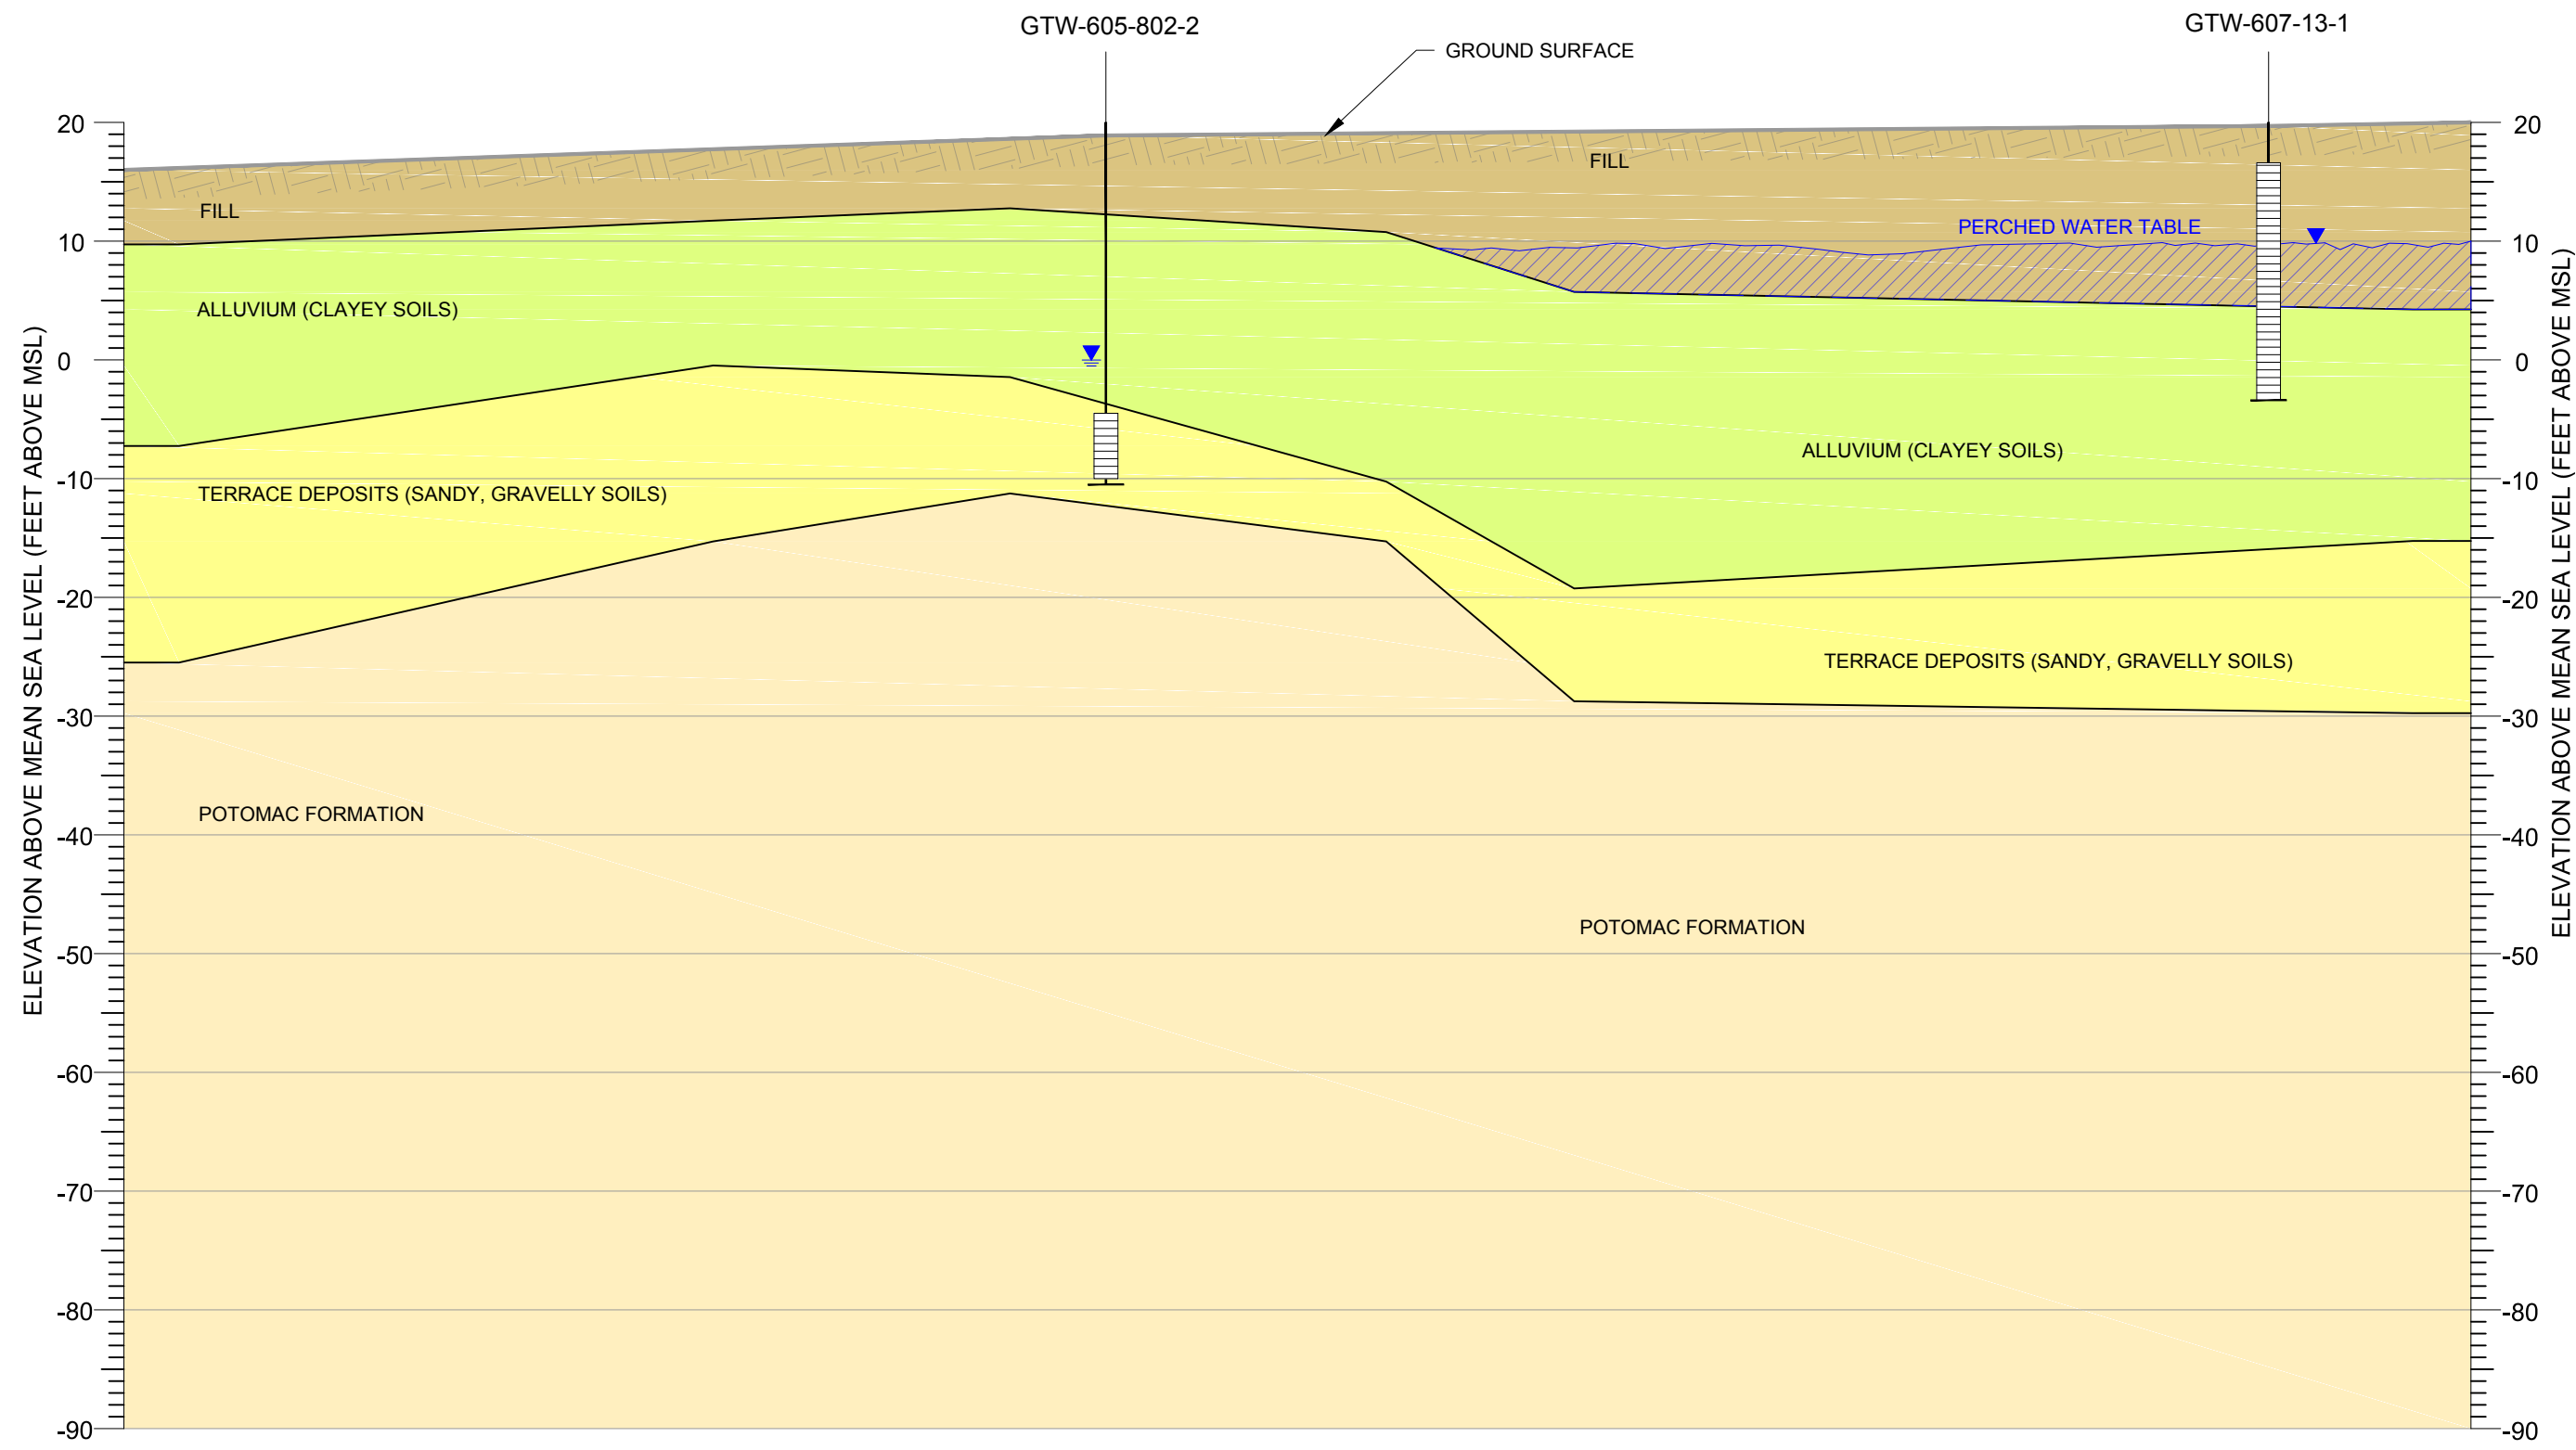 GTW-605-802-2
GTW-607-13-1
GROUND SURFACE
20
20
FILL
FILL
PERCHED WATER TABLE
10
10
ALLUVIUM (CLAYEY SOILS)
0
0
ALLUVIUM (CLAYEY SOILS)
-10
-10
TERRACE DEPOSITS (SANDY, GRAVELLY SOILS)
-20
-20
TERRACE DEPOSITS (SANDY, GRAVELLY SOILS)
-30
-30
POTOMAC FORMATION
-40
-40
POTOMAC FORMATION
-50
-50
-60
-60
-70
-70
-80
-80
-90
-90
ELEVATION ABOVE MEAN SEA LEVEL (FEET ABOVE MSL)
ELEVATION ABOVE MEAN SEA LEVEL (FEET ABOVE MSL)